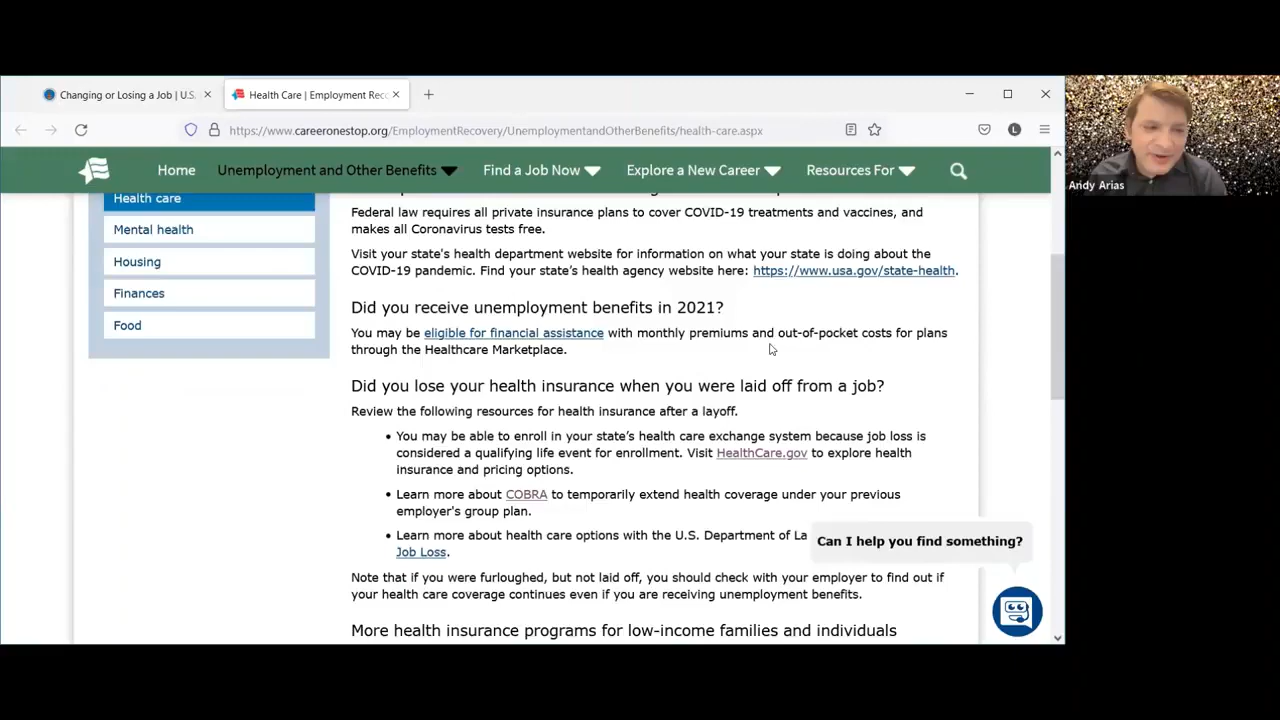 Changing or Losing a Job | U.S.
Health Care | Employment Reco
https://www.careeronestop.org/EmploymentRecovery/UnemploymentandOtherBenefits/health-care.aspx
L
Andy Arias
Home
Unemployment and Other Benefits
Find a Job Now
Explore a New Career
Resources For
Health care
Mental health
Housing
Finances
Food
Federal law requires all private insurance plans to cover COVID-19 treatments and vaccines, and
makes all Coronavirus tests free.
Visit your state's health department website for information on what your state is doing about the
COVID-19 pandemic. Find your state's health agency website here: https://www.usa.gov/state-health.
Did you receive unemployment benefits in 2021?
You may be eligible for financial assistance with monthly premiums and out-of-pocket costs for plans
through the Healthcare Marketplace.
Did you lose your health insurance when you were laid off from a job?
Review the following resources for health insurance after a layoff.
• You may be able to enroll in your state's health care exchange system because job loss is
considered a qualifying life event for enrollment. Visit HealthCare.gov to explore health
insurance and pricing options.
• Learn more about COBRA to temporarily extend health coverage under your previous
employer's group plan.
• Learn more about health care options with the U.S. Department of La
Job Loss.
Can I help you find something?
Note that if you were furloughed, but not laid off, you should check with your employer to find out if
your health care coverage continues even if you are receiving unemployment benefits.
More health insurance programs for low-income families and individuals